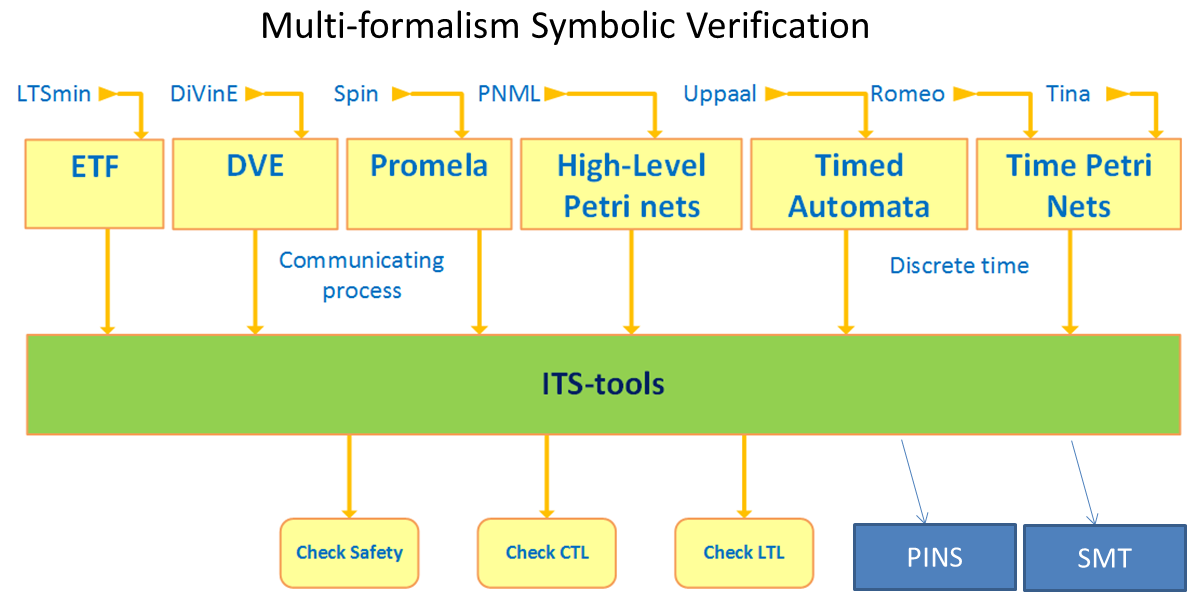 Multi-formalism Symbolic Verification
LTSmin
DiVinE
Spin
PNML
Uppaal
Romeo
Tina
ETF
DVE
Promela
High-Level
Petri nets
Timed
Automata
Time Petri
Nets
Communicating
process
Discrete time
ITS-tools
Check Safety
Check CTL
Check LTL
PINS
SMT